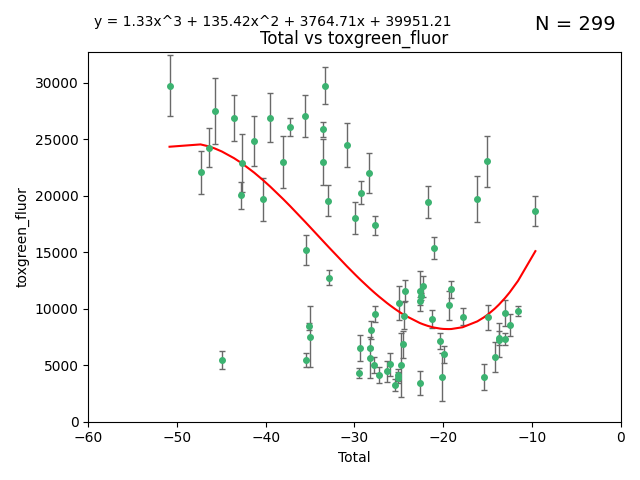 y = 1.33x^3 + 135.42x^2 + 3764.71x + 39951.21
N = 299
Total vs toxgreen_fluor
30000
25000
20000
15000
10000
5000
0
toxgreen_fluor
−60 −50 −40 −30 −20 −10 0
Total